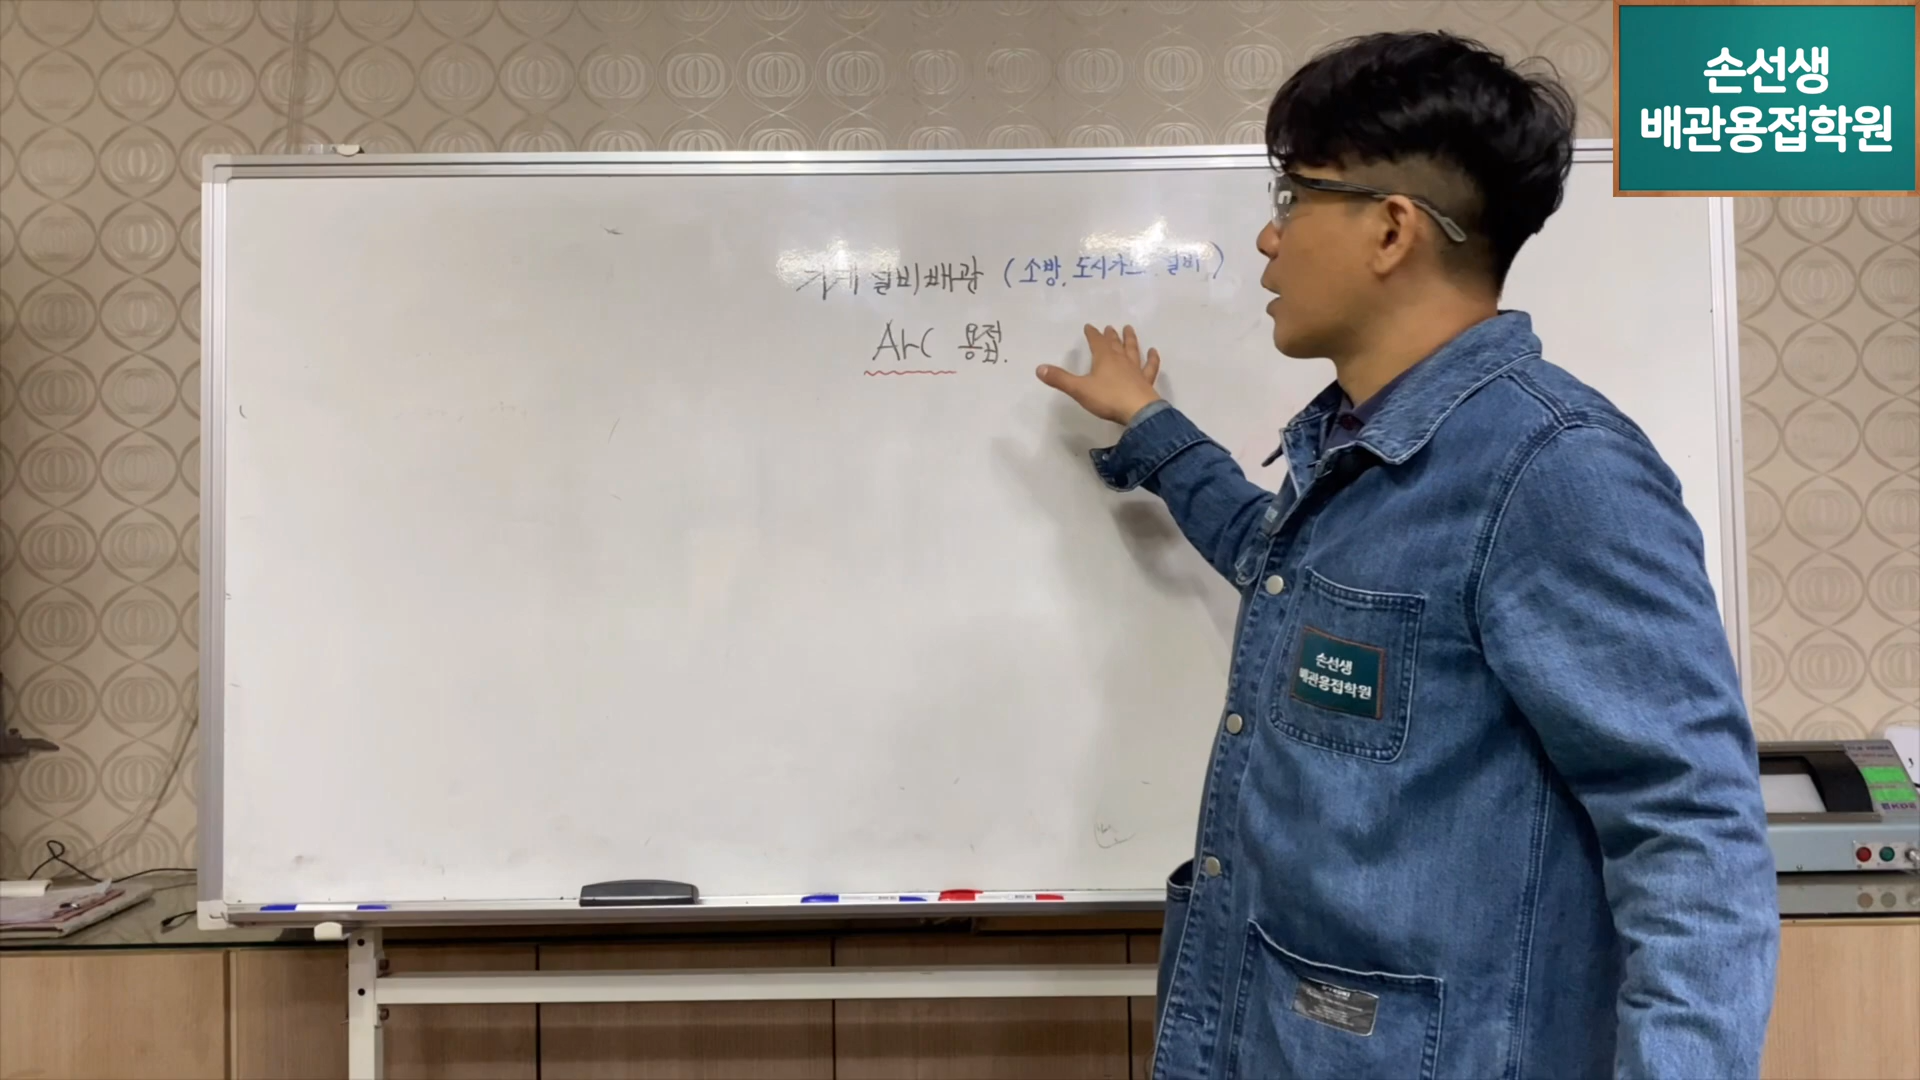 손선생
배관용접학원
기계설비배관 (소방. 도시가스. 설비)
Arc 용접.
손선생
배관용접학원